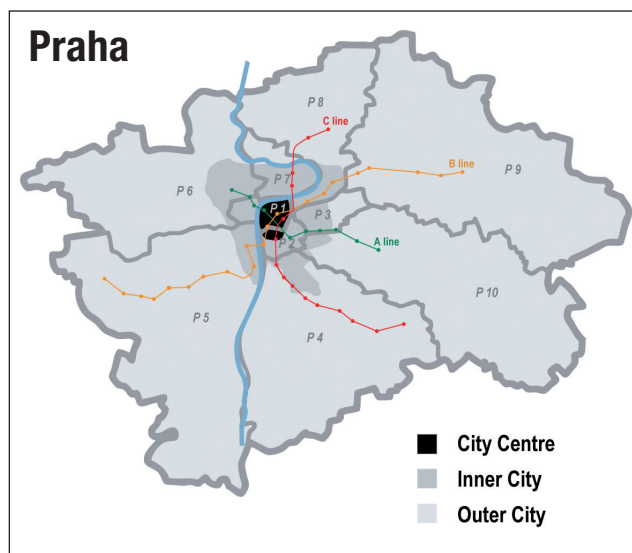 Praha
P 8
C line
B line
P 9
P 7
P 6
P 1
P 3
P 2
A line
P 10
P 5
P 4
City Centre
Inner City
Outer City